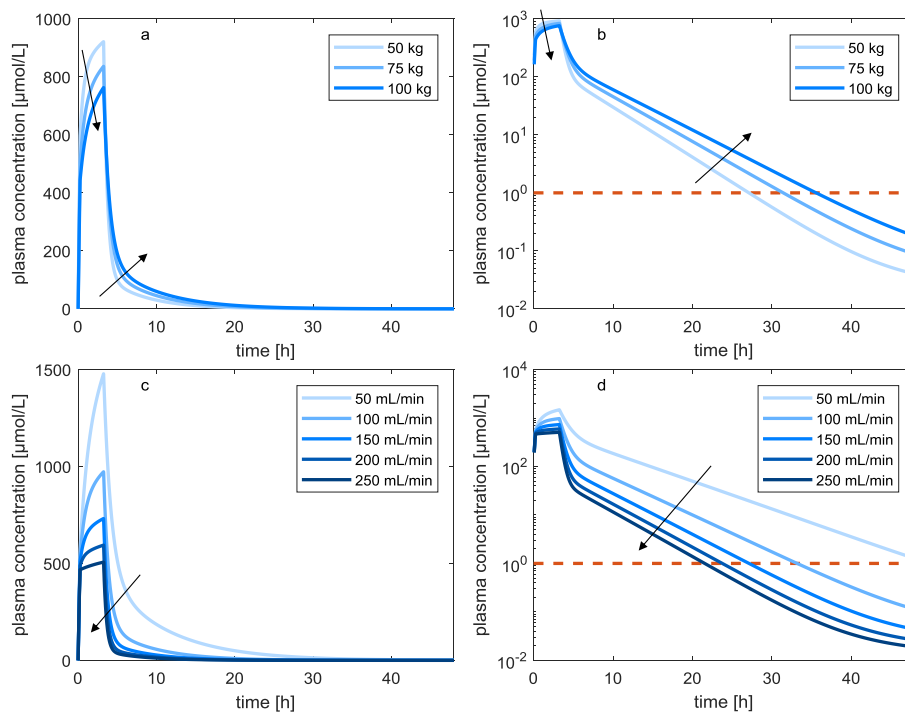 a
1000
800
600
400
200
0
0
10
20
30
40
time [h]
plasma concentration [µmol/L]
50 kg
75 kg
100 kg
b
10^3
10^2
10^1
10^0
10^-1
10^-2
0
10
20
30
40
time [h]
plasma concentration [µmol/L]
50 kg
75 kg
100 kg
c
1500
1000
500
0
0
10
20
30
40
time [h]
plasma concentration [µmol/L]
50 mL/min
100 mL/min
150 mL/min
200 mL/min
250 mL/min
d
10^4
10^2
10^0
10^-2
0
10
20
30
40
time [h]
plasma concentration [µmol/L]
50 mL/min
100 mL/min
150 mL/min
200 mL/min
250 mL/min